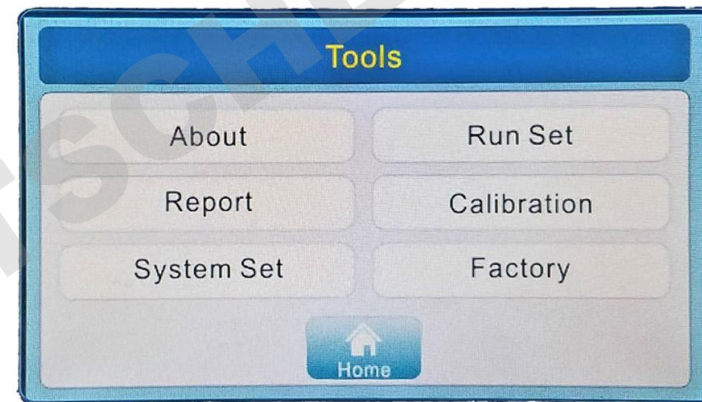 Tools
About
Run Set
Report
Calibration
System Set
Factory
Home